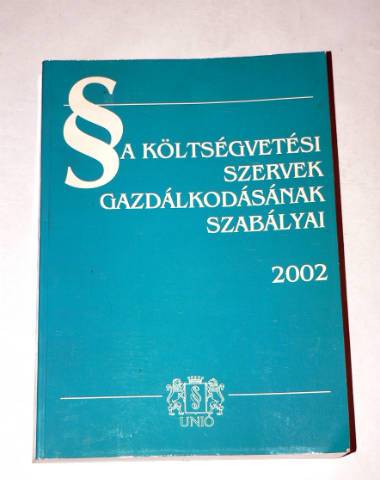 § A KÖLTSÉGVETÉSI
SZERVEK
GAZDÁLKODÁSÁNAK
SZABÁLYAI
2002
§
UNIÓ